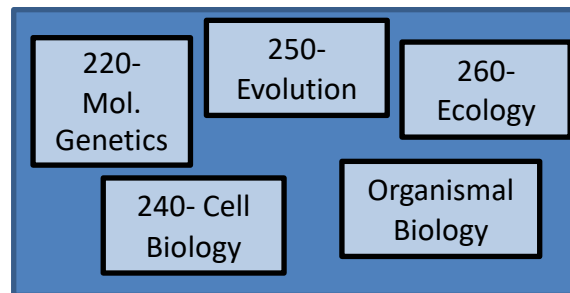 220-
Mol.
Genetics
250-
Evolution
260-
Ecology
240- Cell
Biology
Organismal
Biology